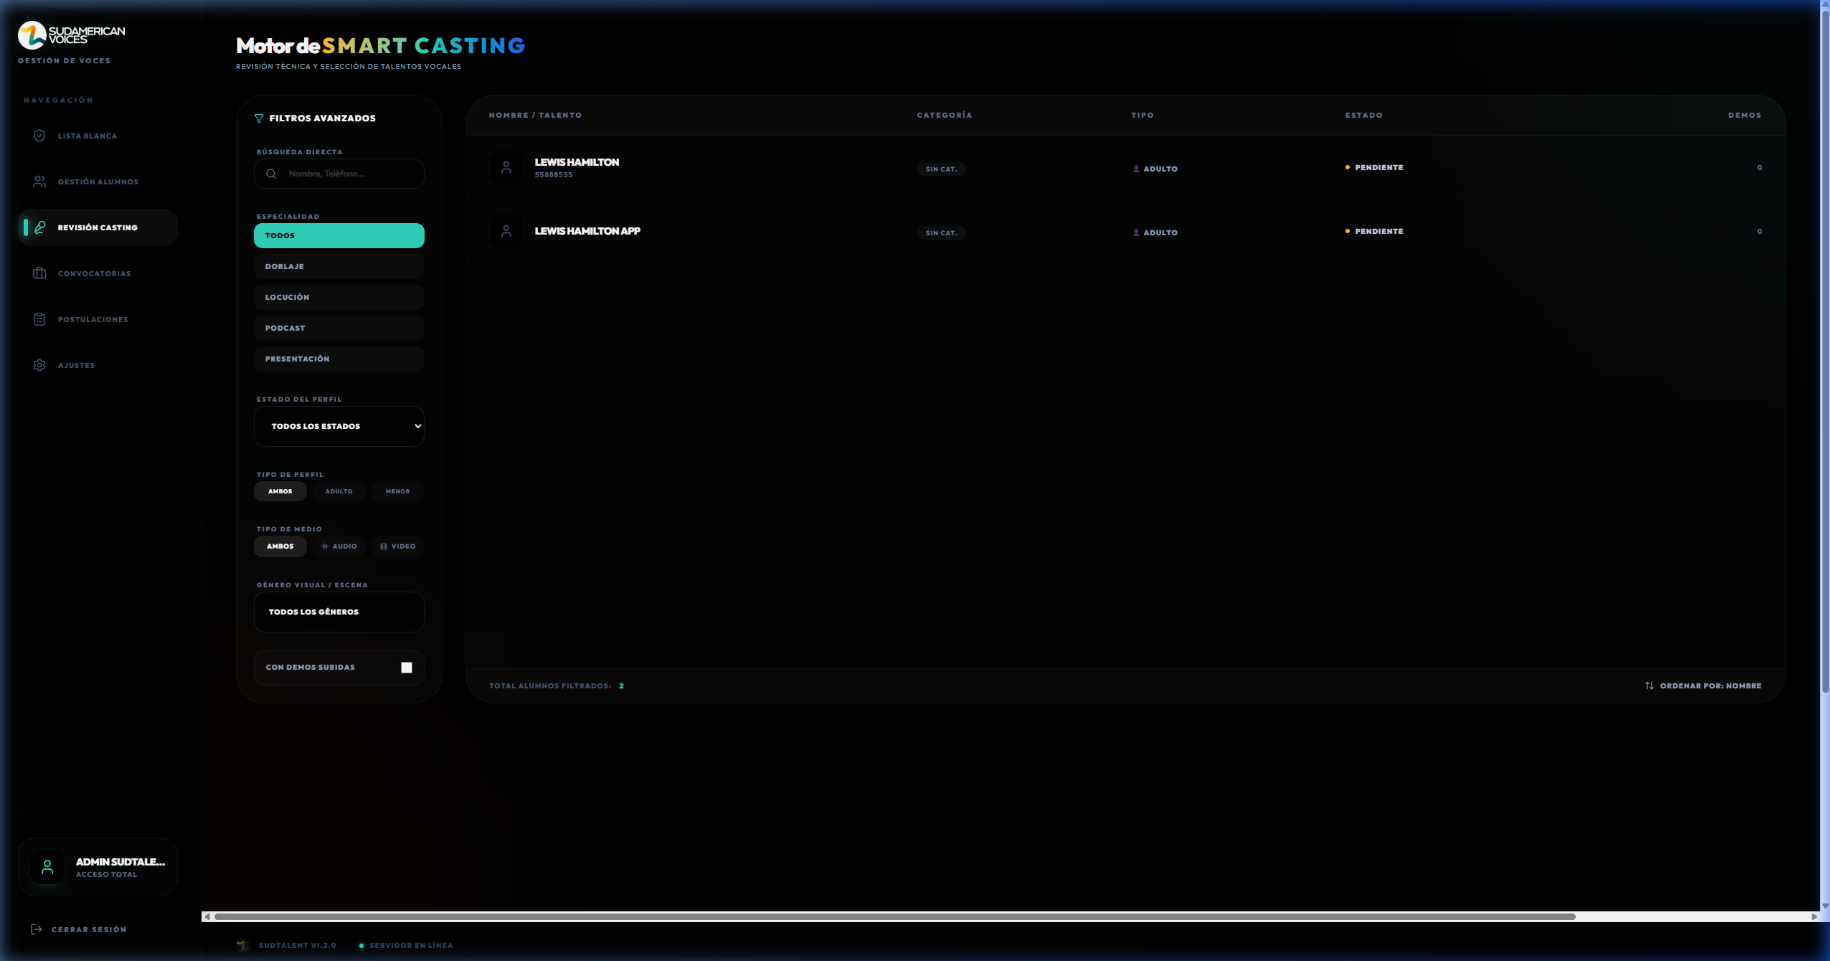 SUDAMERICAN
VOICES
GESTIÓN DE VOCES
NAVEGACIÓN
LISTA BLANCA
GESTIÓN ALUMNOS
REVISIÓN CASTING
CONVOCATORIAS
POSTULACIONES
AJUSTES
ADMIN SUDTALE...
ACCESO TOTAL
CERRAR SESIÓN
Motor de SMART CASTING
REVISIÓN TÉCNICA Y SELECCIÓN DE TALENTOS VOCALES
FILTROS AVANZADOS
BÚSQUEDA DIRECTA
Nombre, Teléfono...
ESPECIALIDAD
TODOS
DOBLAJE
LOCUCIÓN
PODCAST
PRESENTACIÓN
ESTADO DEL PERFIL
TODOS LOS ESTADOS
TIPO DE PERFIL
AMBOS ADULTO MENOR
TIPO DE MEDIO
AMBOS AUDIO VIDEO
GÉNERO VISUAL / ESCENA
TODOS LOS GÉNEROS
CON DEMOS SUBIDAS
NOMBRE / TALENTO CATEGORÍA TIPO ESTADO DEMOS
LEWIS HAMILTON
55888555
SIN CAT. ADULTO PENDIENTE 0
LEWIS HAMILTON APP
SIN CAT. ADULTO PENDIENTE 0
TOTAL ALUMNOS FILTRADOS: 2
ORDENAR POR: NOMBRE
SUDTALENT V1.2.0 SERVIDOR EN LÍNEA